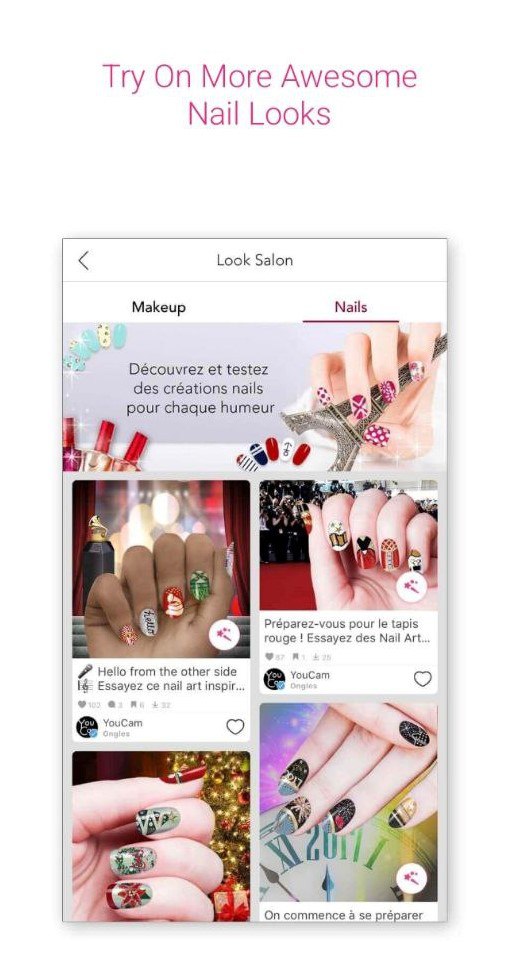 Try On More Awesome
Nail Looks
Look Salon
Makeup
Nails
Découvrez et testez
des créations nails
pour chaque humeur
Hello from the other side
Essayez ce nail art inspir...
102 3 6 32
YouCam
Ongles
Préparez-vous pour le tapis
rouge ! Essayez des Nail Art...
87 1 25
YouCam
Ongles
On commence à se préparer